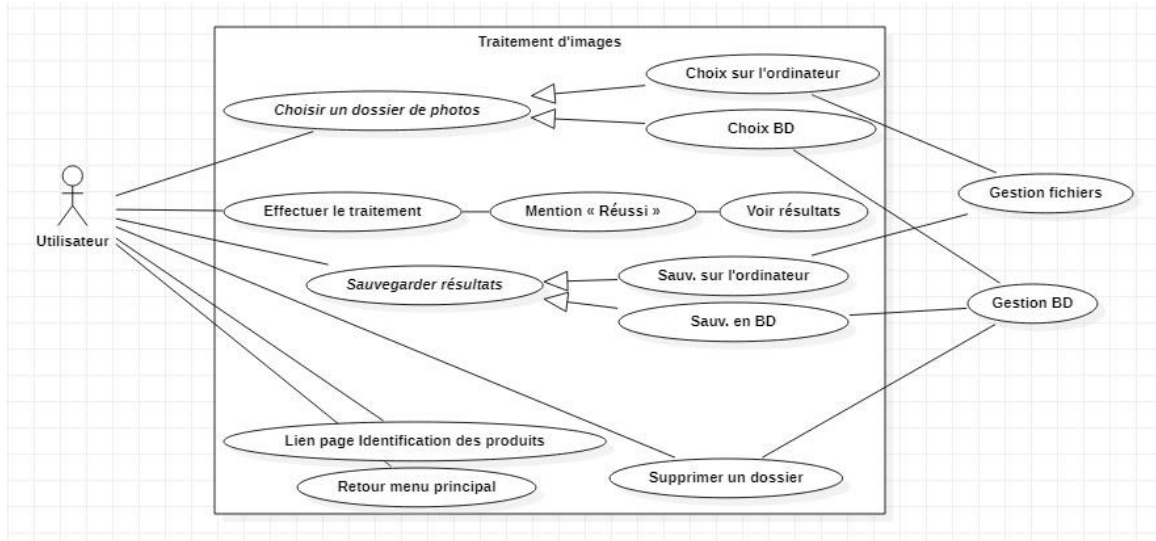 Traitement d'images
Choix sur l'ordinateur
Choisir un dossier de photos
Choix BD
Gestion fichiers
Effectuer le traitement
Mention « Réussi »
Voir résultats
Utilisateur
Sauvegarder résultats
Sauv. sur l'ordinateur
Gestion BD
Sauv. en BD
Lien page Identification des produits
Supprimer un dossier
Retour menu principal